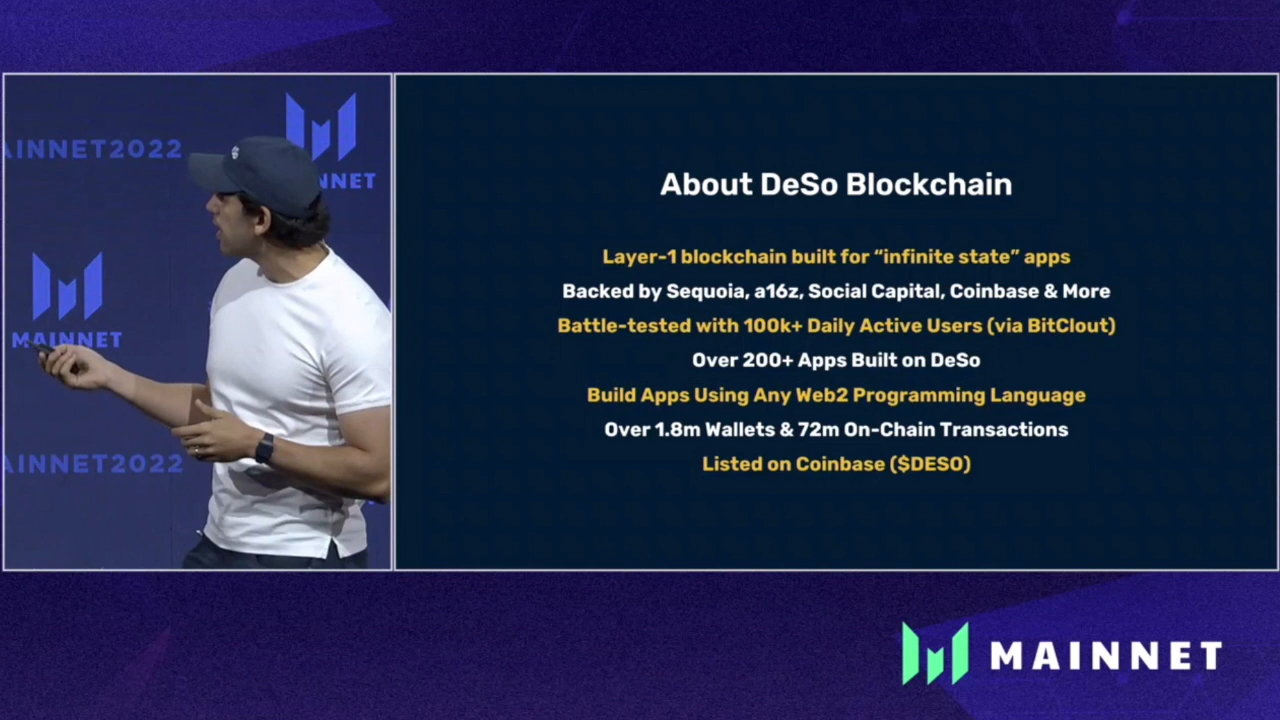 AINNET2022
NNET
MAINNET
AINNET2022
About DeSo Blockchain
Layer-1 blockchain built for “infinite state” apps
Backed by Sequoia, a16z, Social Capital, Coinbase & More
Battle-tested with 100k+ Daily Active Users (via BitClout)
Over 200+ Apps Built on DeSo
Build Apps Using Any Web2 Programming Language
Over 1.8m Wallets & 72m On-Chain Transactions
Listed on Coinbase ($DESO)
MAINNET